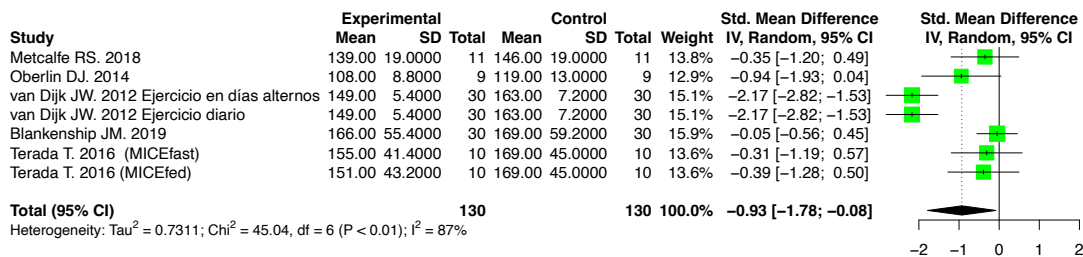 Experimental Control Std. Mean Difference Std. Mean Difference
Study Mean SD Total Mean SD Total Weight IV, Random, 95% CI IV, Random, 95% CI
Metcalfe RS. 2018 139.00 19.0000 11 146.00 19.0000 11 13.8% −0.35 [−1.20; 0.49]
Oberlin DJ. 2014 108.00 8.8000 9 119.00 13.0000 9 12.9% −0.94 [−1.93; 0.04]
van Dijk JW. 2012 Ejercicio en días alternos 149.00 5.4000 30 163.00 7.2000 30 15.1% −2.17 [−2.82; −1.53]
van Dijk JW. 2012 Ejercicio diario 149.00 5.4000 30 163.00 7.2000 30 15.1% −2.17 [−2.82; −1.53]
Blankenship JM. 2019 166.00 55.4000 30 169.00 59.2000 30 15.9% −0.05 [−0.56; 0.45]
Terada T. 2016 (MICEfast) 155.00 41.4000 10 169.00 45.0000 10 13.6% −0.31 [−1.19; 0.57]
Terada T. 2016 (MICEfed) 151.00 43.2000 10 169.00 45.0000 10 13.6% −0.39 [−1.28; 0.50]
Total (95% CI) 130 130 100.0% −0.93 [−1.78; −0.08]
Heterogeneity: Tau² = 0.7311; Chi² = 45.04, df = 6 (P < 0.01); I² = 87%
−2 −1 0 1 2